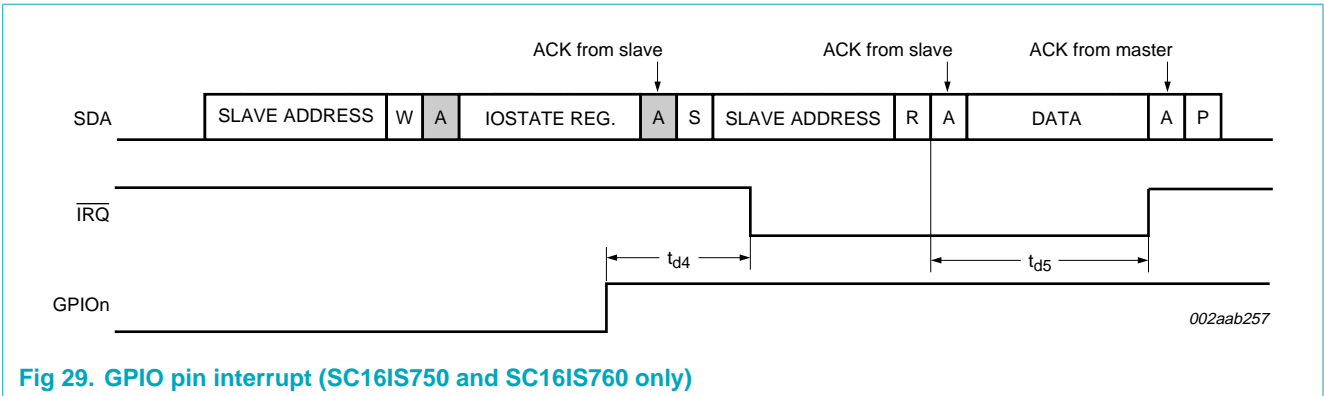 ACK from slave ACK from slave ACK from master
SDA SLAVE ADDRESS W A IOSTATE REG. A S SLAVE ADDRESS R A DATA A P
IRQ
td4 td5
GPIOn
002aab257
Fig 29. GPIO pin interrupt (SC16IS750 and SC16IS760 only)